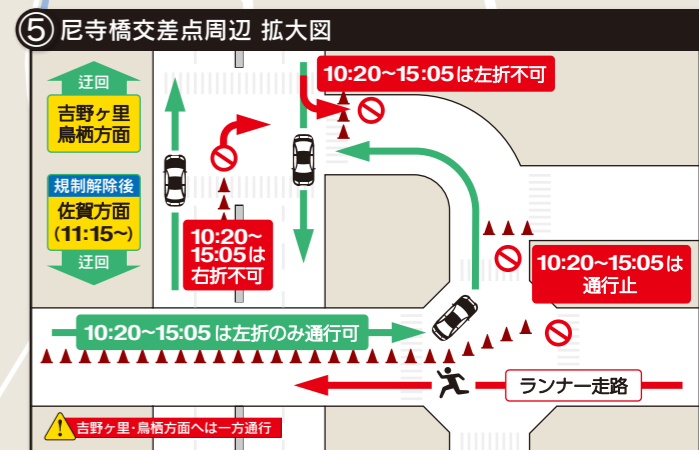 ⑤尼寺橋交差点周辺 拡大図
迂回
吉野ヶ里
鳥栖方面
規制解除後
佐賀方面
(11:15~)
迂回
10:20~15:05は左折不可
10:20~
15:05は
右折不可
10:20~15:05は
通行止
10:20~15:05は左折のみ通行可
ランナー走路
! 吉野ヶ里・鳥栖方面へは一方通行